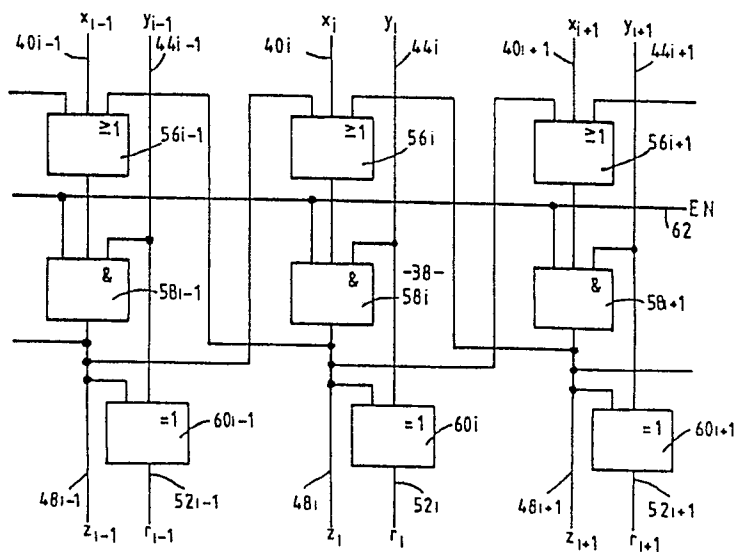 xi−1 yi−1 xi yi xi+1 yi+1
40i−1 44i−1 40i 44i 40i+1 44i+1
≥1 56i−1 ≥1 56i ≥1 56i+1
EN
62
& 58i−1 & -38- 58i & 58i+1
=1 60i−1 =1 60i =1 60i+1
48i−1 52i−1 48i 52i 48i+1 52i+1
zi−1 ri−1 zi ri zi+1 ri+1